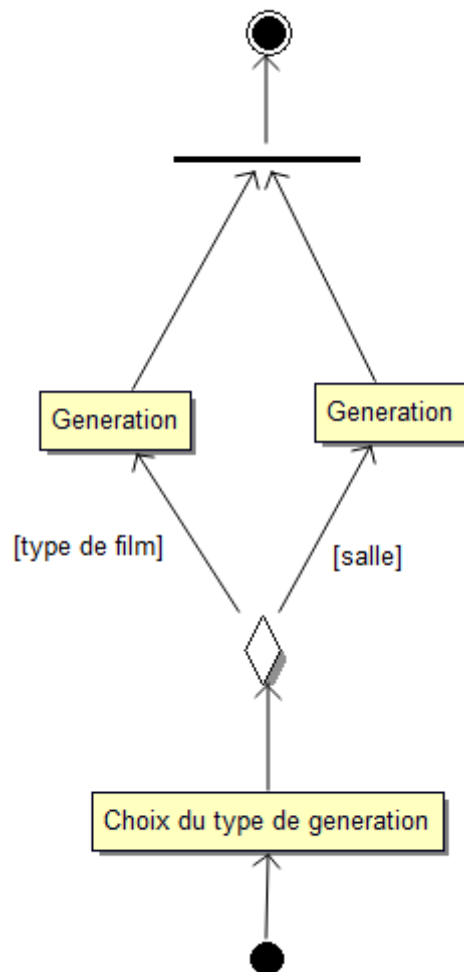 Generation
Generation
[type de film]
[salle]
Choix du type de generation